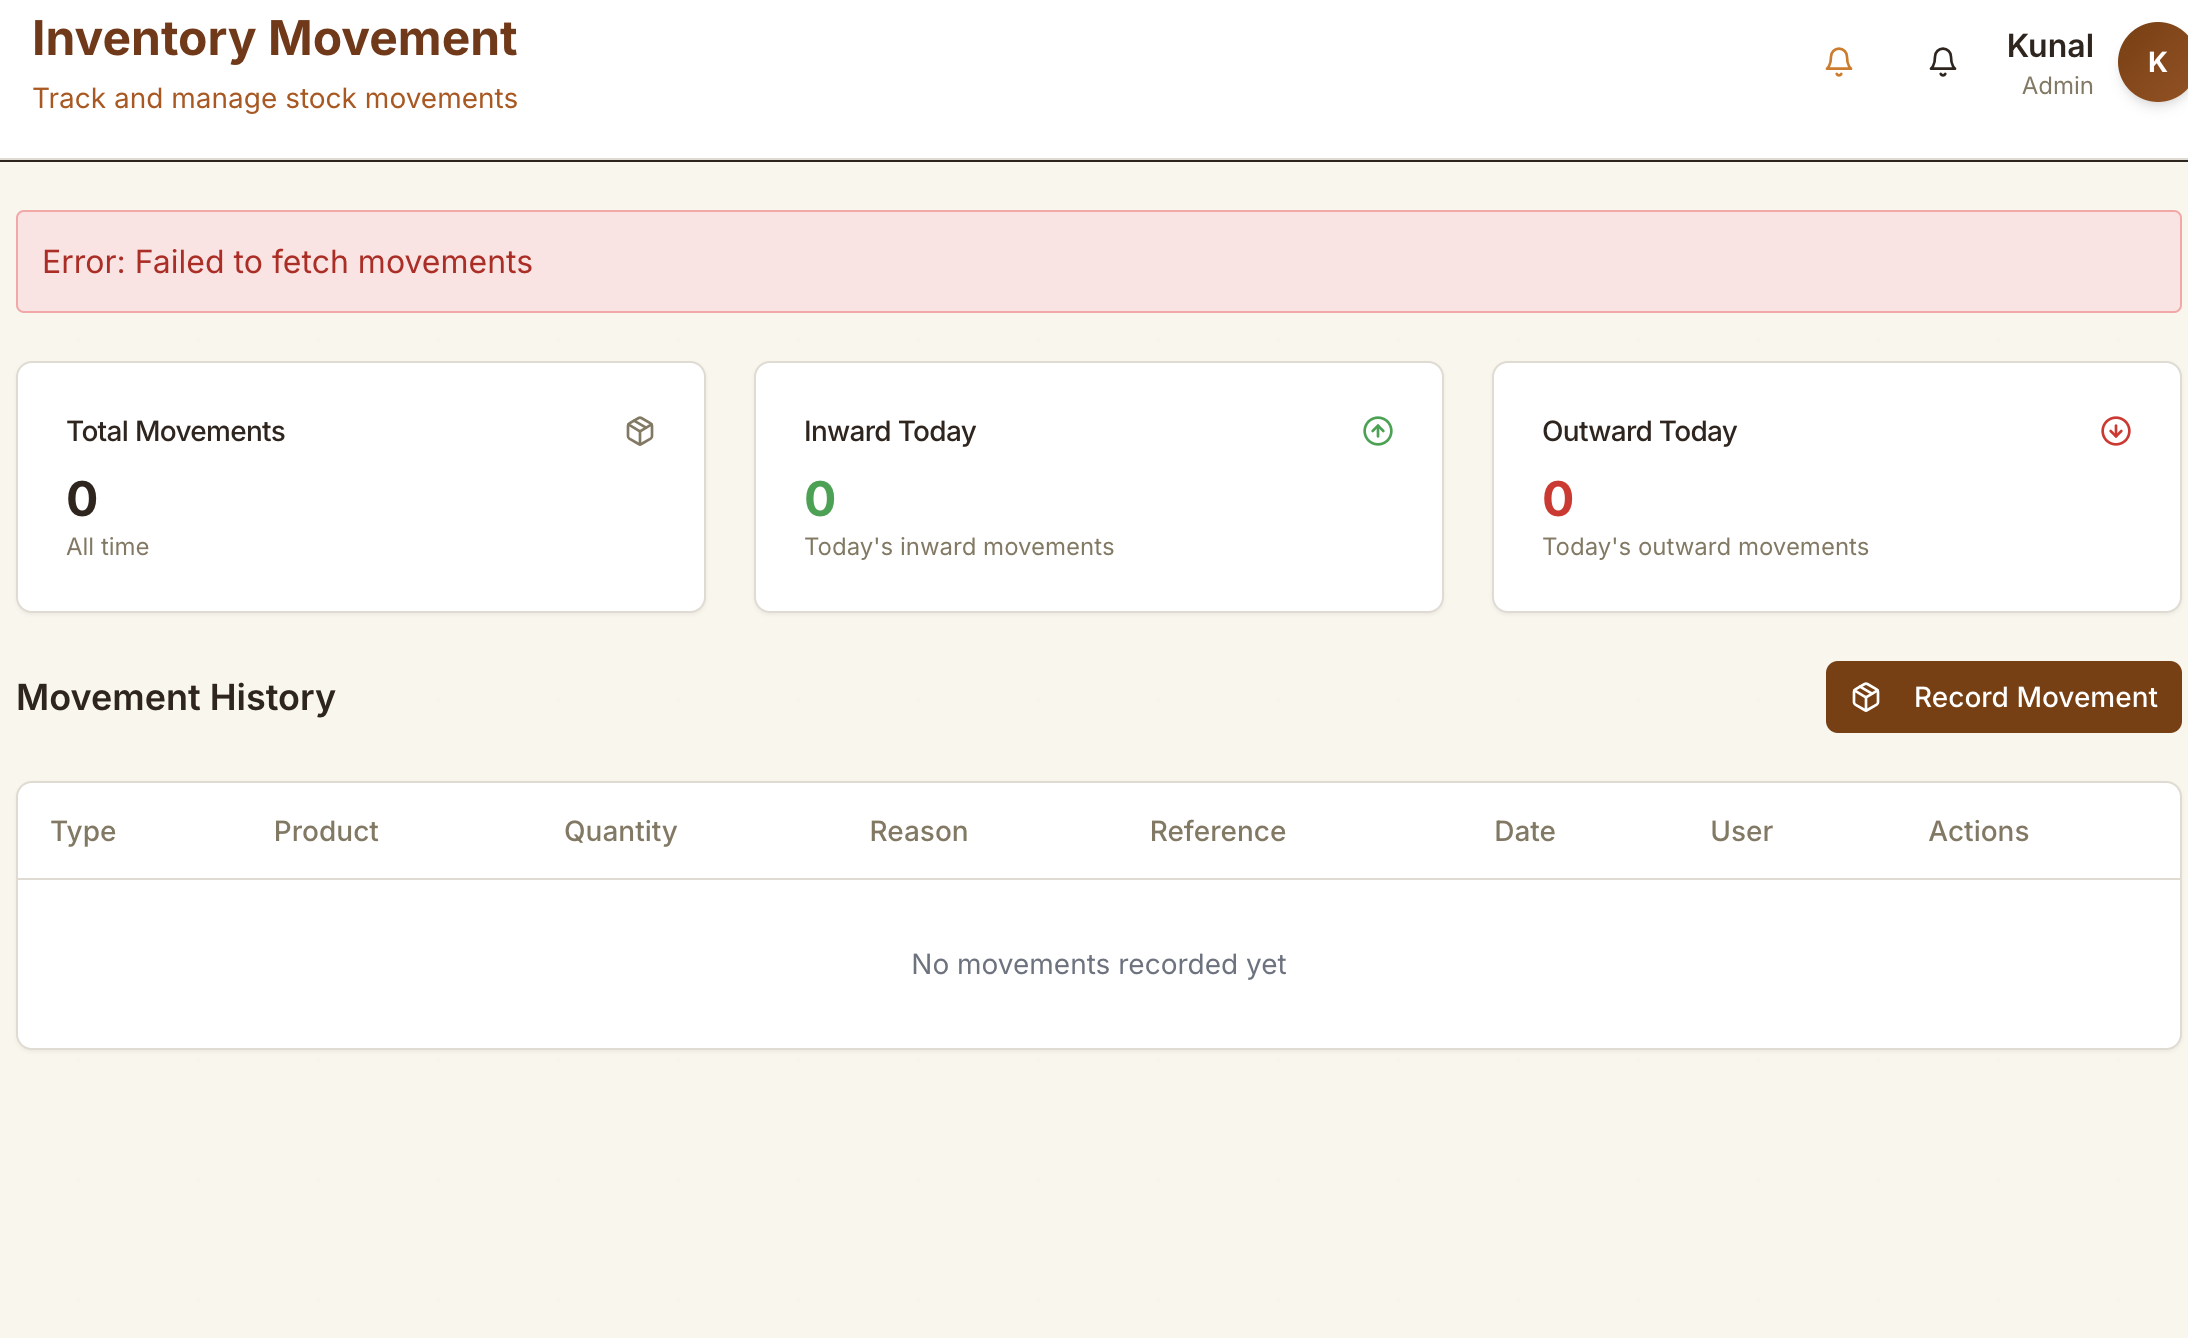 Inventory Movement
Track and manage stock movements
Kunal
Admin
K
Error: Failed to fetch movements
Total Movements
0
All time
Inward Today
0
Today's inward movements
Outward Today
0
Today's outward movements
Movement History
Record Movement
Type Product Quantity Reason Reference Date User Actions
No movements recorded yet